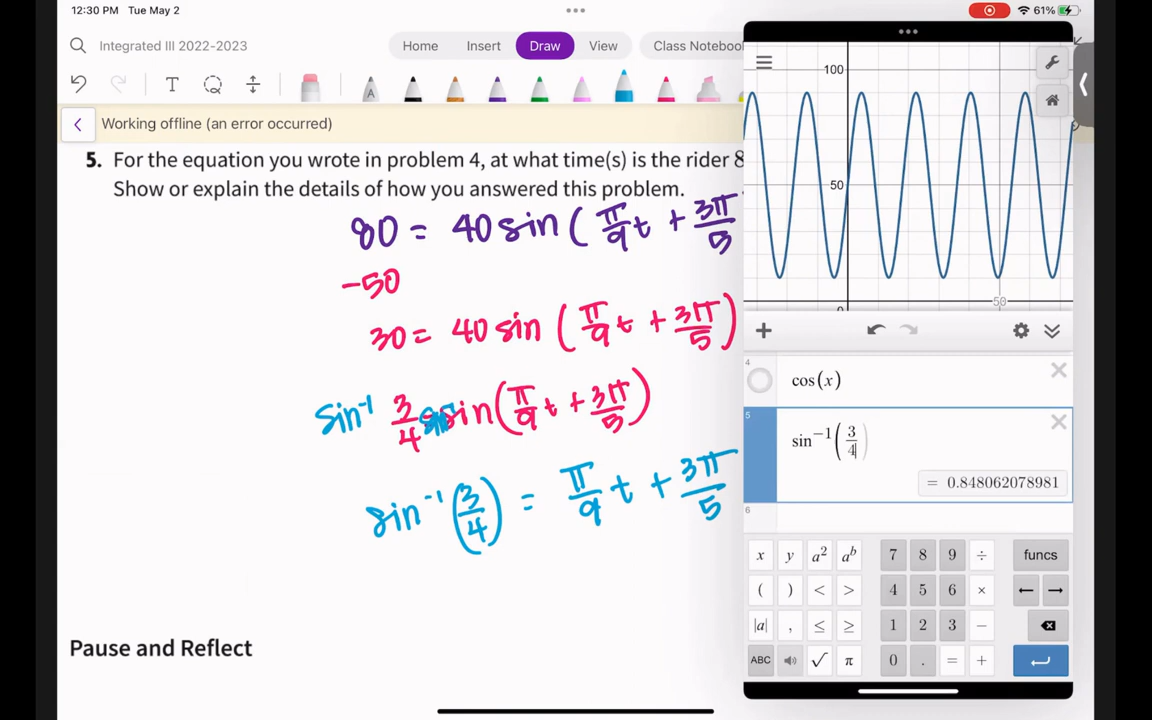 12:30 PM Tue May 2
61%
Integrated III 2022-2023
Home Insert Draw View Class Noteboo
T
A
Working offline (an error occurred)
5. For the equation you wrote in problem 4, at what time(s) is the rider 8
Show or explain the details of how you answered this problem.
80 = 40 sin ( π/9 t + 3π/5
-50
30 = 40 sin ( π/9 t + 3π/5 )
sin⁻¹ 3/4 sin ( π/9 t + 3π/5 )
sin⁻¹ ( 3/4 ) = π/9 t + 3π/5
Pause and Reflect
100
50
0
50
4
cos(x)
5
sin⁻¹(3/4)
= 0.848062078981
6
x y a² aᵇ 7 8 9 ÷ funcs
( ) < > 4 5 6 × ← →
|a| , ≤ ≥ 1 2 3 −
ABC √ π 0 . = +